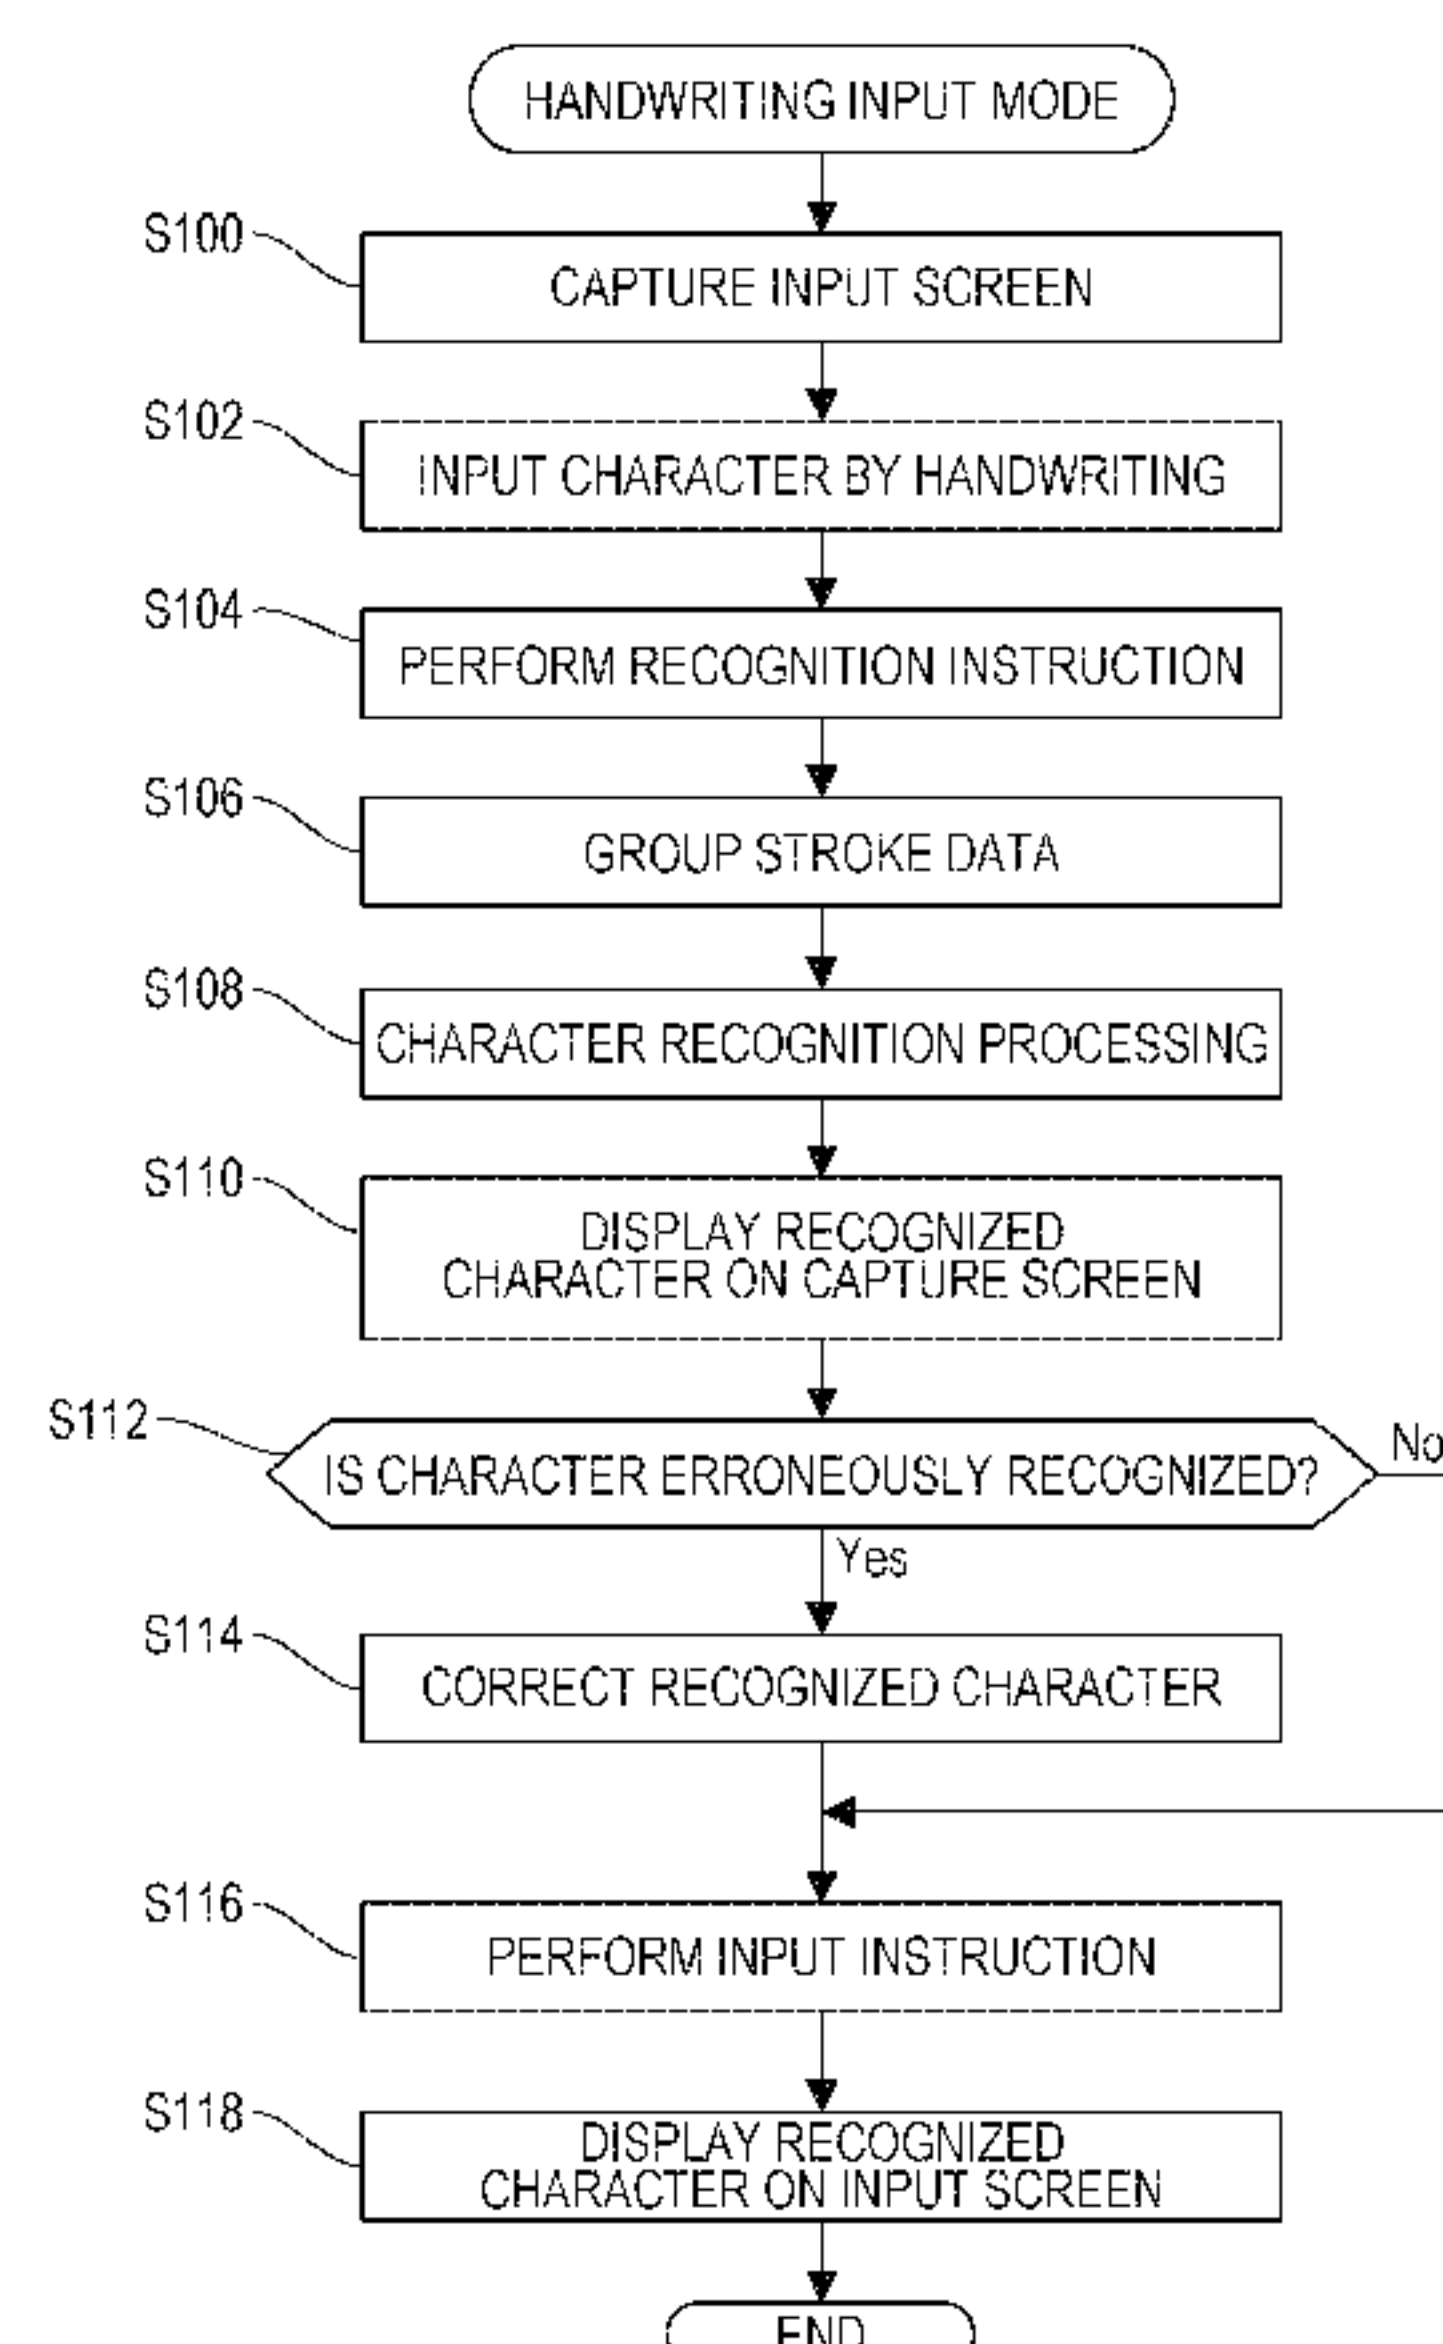 HANDWRITING INPUT MODE
S100
CAPTURE INPUT SCREEN
S102
INPUT CHARACTER BY HANDWRITING
S104
PERFORM RECOGNITION INSTRUCTION
S106
GROUP STROKE DATA
S108
CHARACTER RECOGNITION PROCESSING
S110
DISPLAY RECOGNIZED
CHARACTER ON CAPTURE SCREEN
S112
IS CHARACTER ERRONEOUSLY RECOGNIZED?
No
Yes
S114
CORRECT RECOGNIZED CHARACTER
S116
PERFORM INPUT INSTRUCTION
S118
DISPLAY RECOGNIZED
CHARACTER ON INPUT SCREEN
END